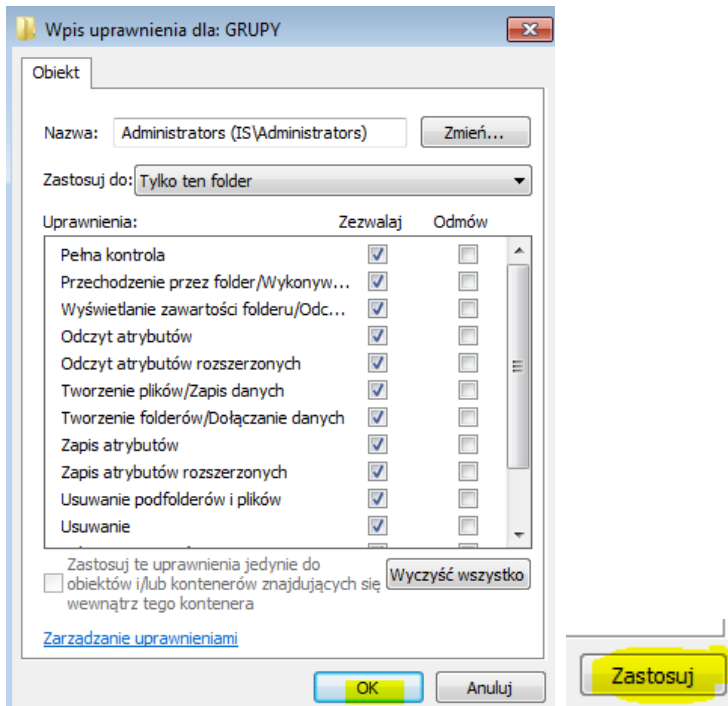 Wpis uprawnienia dla: GRUPY
Obiekt
Nazwa: Administrators (IS\Administrators) Zmień...
Zastosuj do: Tylko ten folder
Uprawnienia: Zezwalaj Odmów
Pełna kontrola
Przechodzenie przez folder/Wykonyw...
Wyświetlanie zawartości folderu/Odc...
Odczyt atrybutów
Odczyt atrybutów rozszerzonych
Tworzenie plików/Zapis danych
Tworzenie folderów/Dołączanie danych
Zapis atrybutów
Zapis atrybutów rozszerzonych
Usuwanie podfolderów i plików
Usuwanie
Zastosuj te uprawnienia jedynie do
obiektów i/lub kontenerów znajdujących się
wewnątrz tego kontenera
Wyczyść wszystko
Zarządzanie uprawnieniami
OK Anuluj
Zastosuj